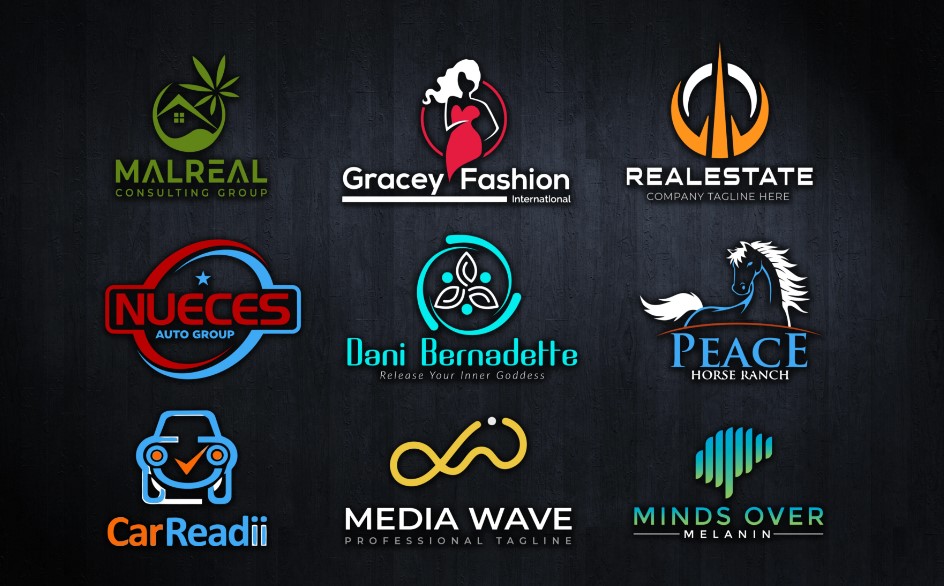 MALREAL
CONSULTING GROUP
Gracey Fashion
International
REALESTATE
COMPANY TAGLINE HERE
NUECES
AUTO GROUP
Dani Bernadette
Release Your Inner Goddess
PEACE
HORSE RANCH
CarReadii
MEDIA WAVE
PROFESSIONAL TAGLINE
MINDS OVER
MELANIN